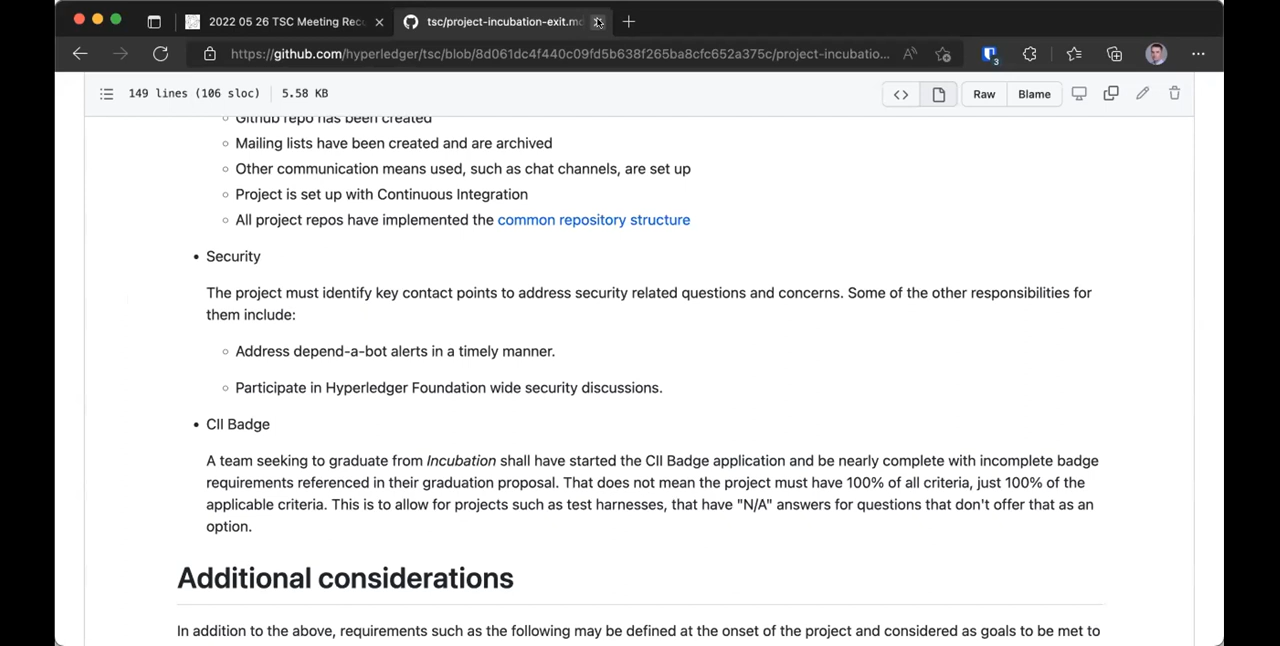 2022 05 26 TSC Meeting Rec
tsc/project-incubation-exit.md
https://github.com/hyperledger/tsc/blob/8d061dc4f440c09fd5b638f265ba8cfc652a375c/project-incubatio...
3
149 lines (106 sloc) 5.58 KB
Raw Blame
Github repo has been created
Mailing lists have been created and are archived
Other communication means used, such as chat channels, are set up
Project is set up with Continuous Integration
All project repos have implemented the common repository structure
Security
The project must identify key contact points to address security related questions and concerns. Some of the other responsibilities for
them include:
Address depend-a-bot alerts in a timely manner.
Participate in Hyperledger Foundation wide security discussions.
CII Badge
A team seeking to graduate from Incubation shall have started the CII Badge application and be nearly complete with incomplete badge
requirements referenced in their graduation proposal. That does not mean the project must have 100% of all criteria, just 100% of the
applicable criteria. This is to allow for projects such as test harnesses, that have "N/A" answers for questions that don't offer that as an
option.
Additional considerations
In addition to the above, requirements such as the following may be defined at the onset of the project and considered as goals to be met to